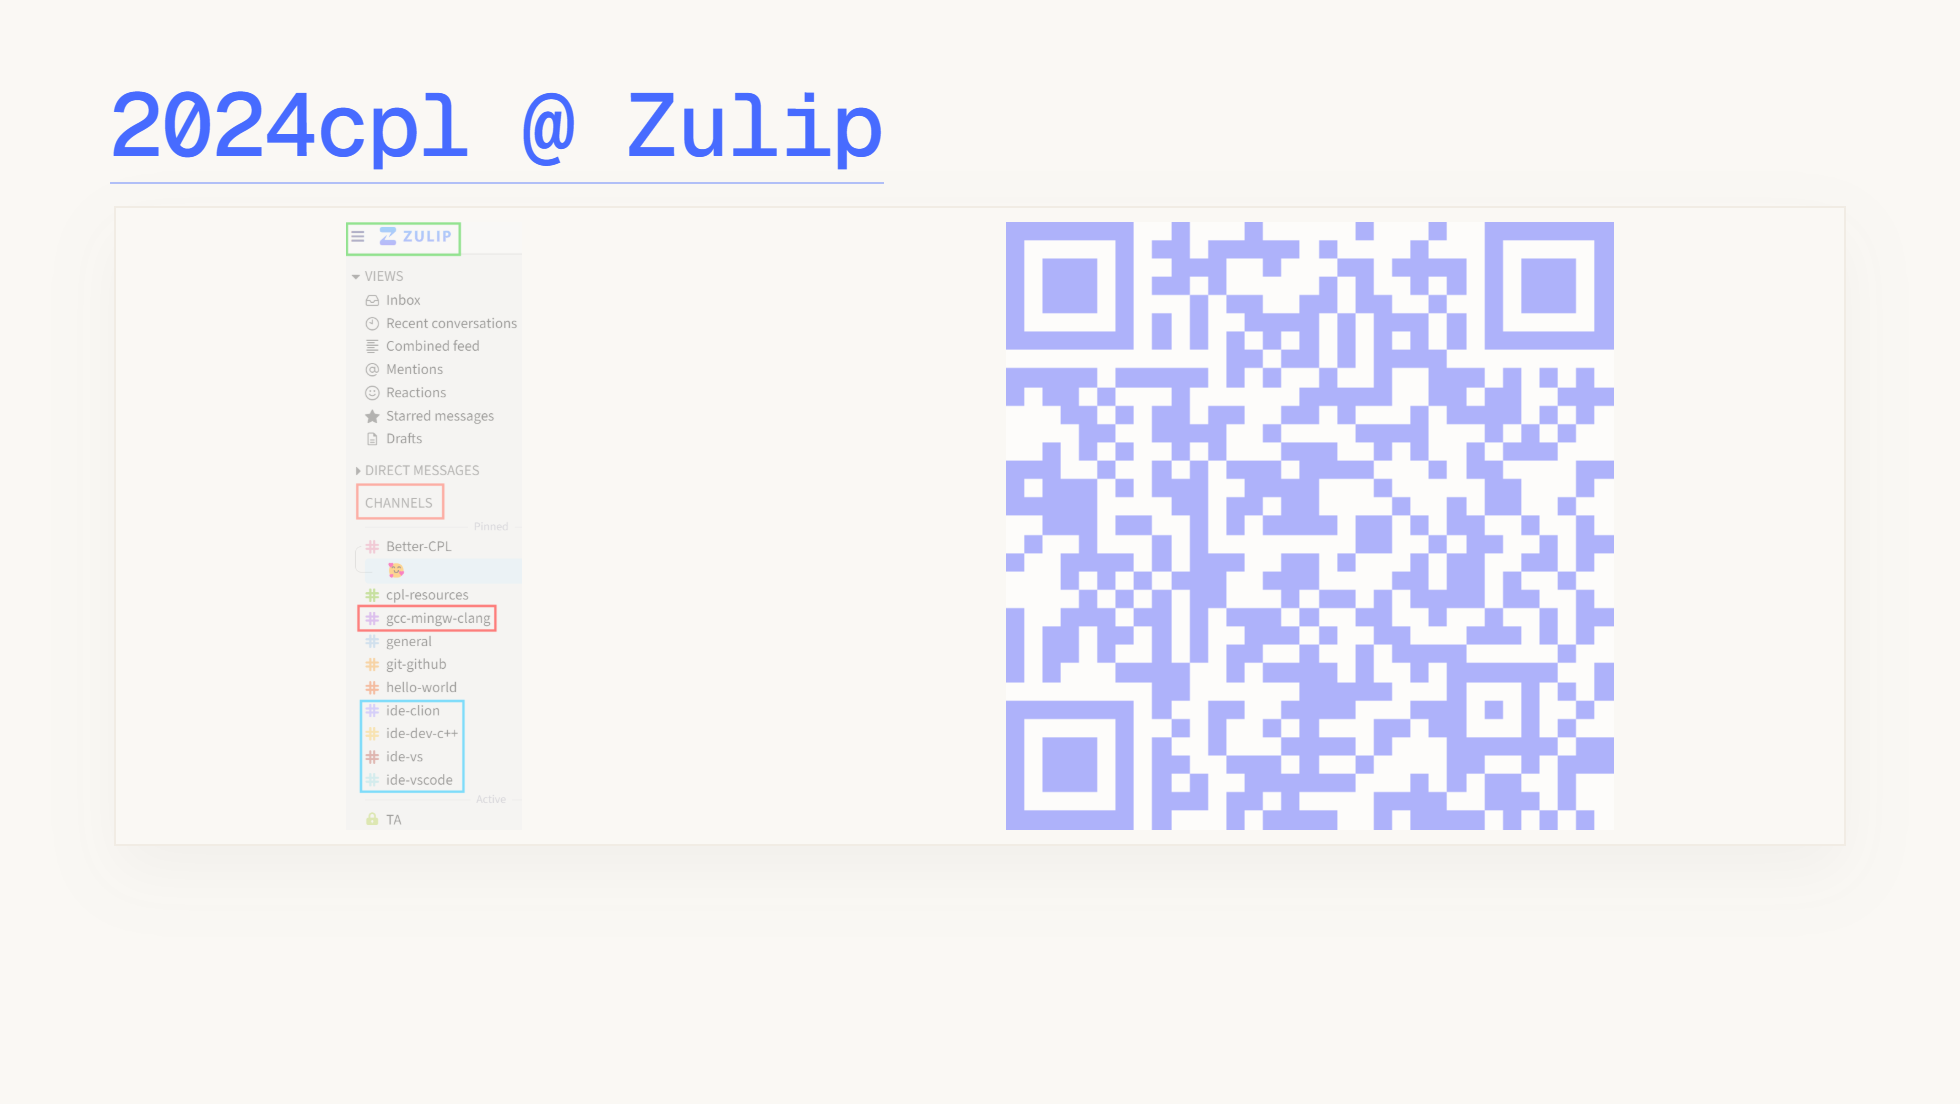 2024cpl @ Zulip
ZULIP
VIEWS
Inbox
Recent conversations
Combined feed
Mentions
Reactions
Starred messages
Drafts
DIRECT MESSAGES
CHANNELS
Pinned
# Better-CPL
🥰
# cpl-resources
# gcc-mingw-clang
# general
# git-github
# hello-world
# ide-clion
# ide-dev-c++
# ide-vs
# ide-vscode
Active
TA